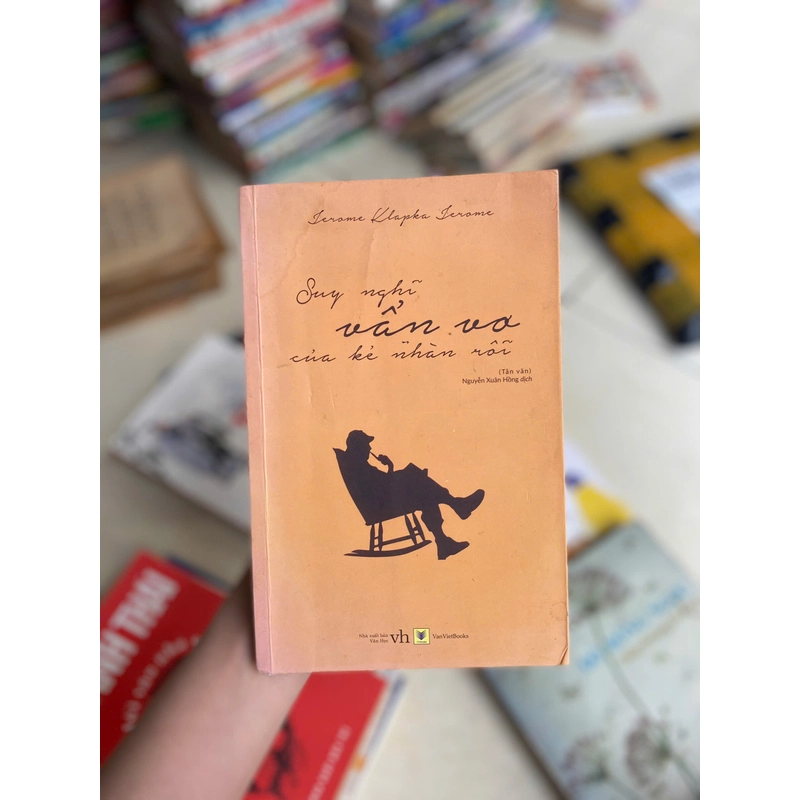 Jerome Klapka Jerome
Suy nghĩ
vẩn vơ
của kẻ nhàn rỗi
(Tản văn)
Nguyễn Xuân Hồng dịch
Nhà xuất bản
Văn Học
vh
VanVietBooks